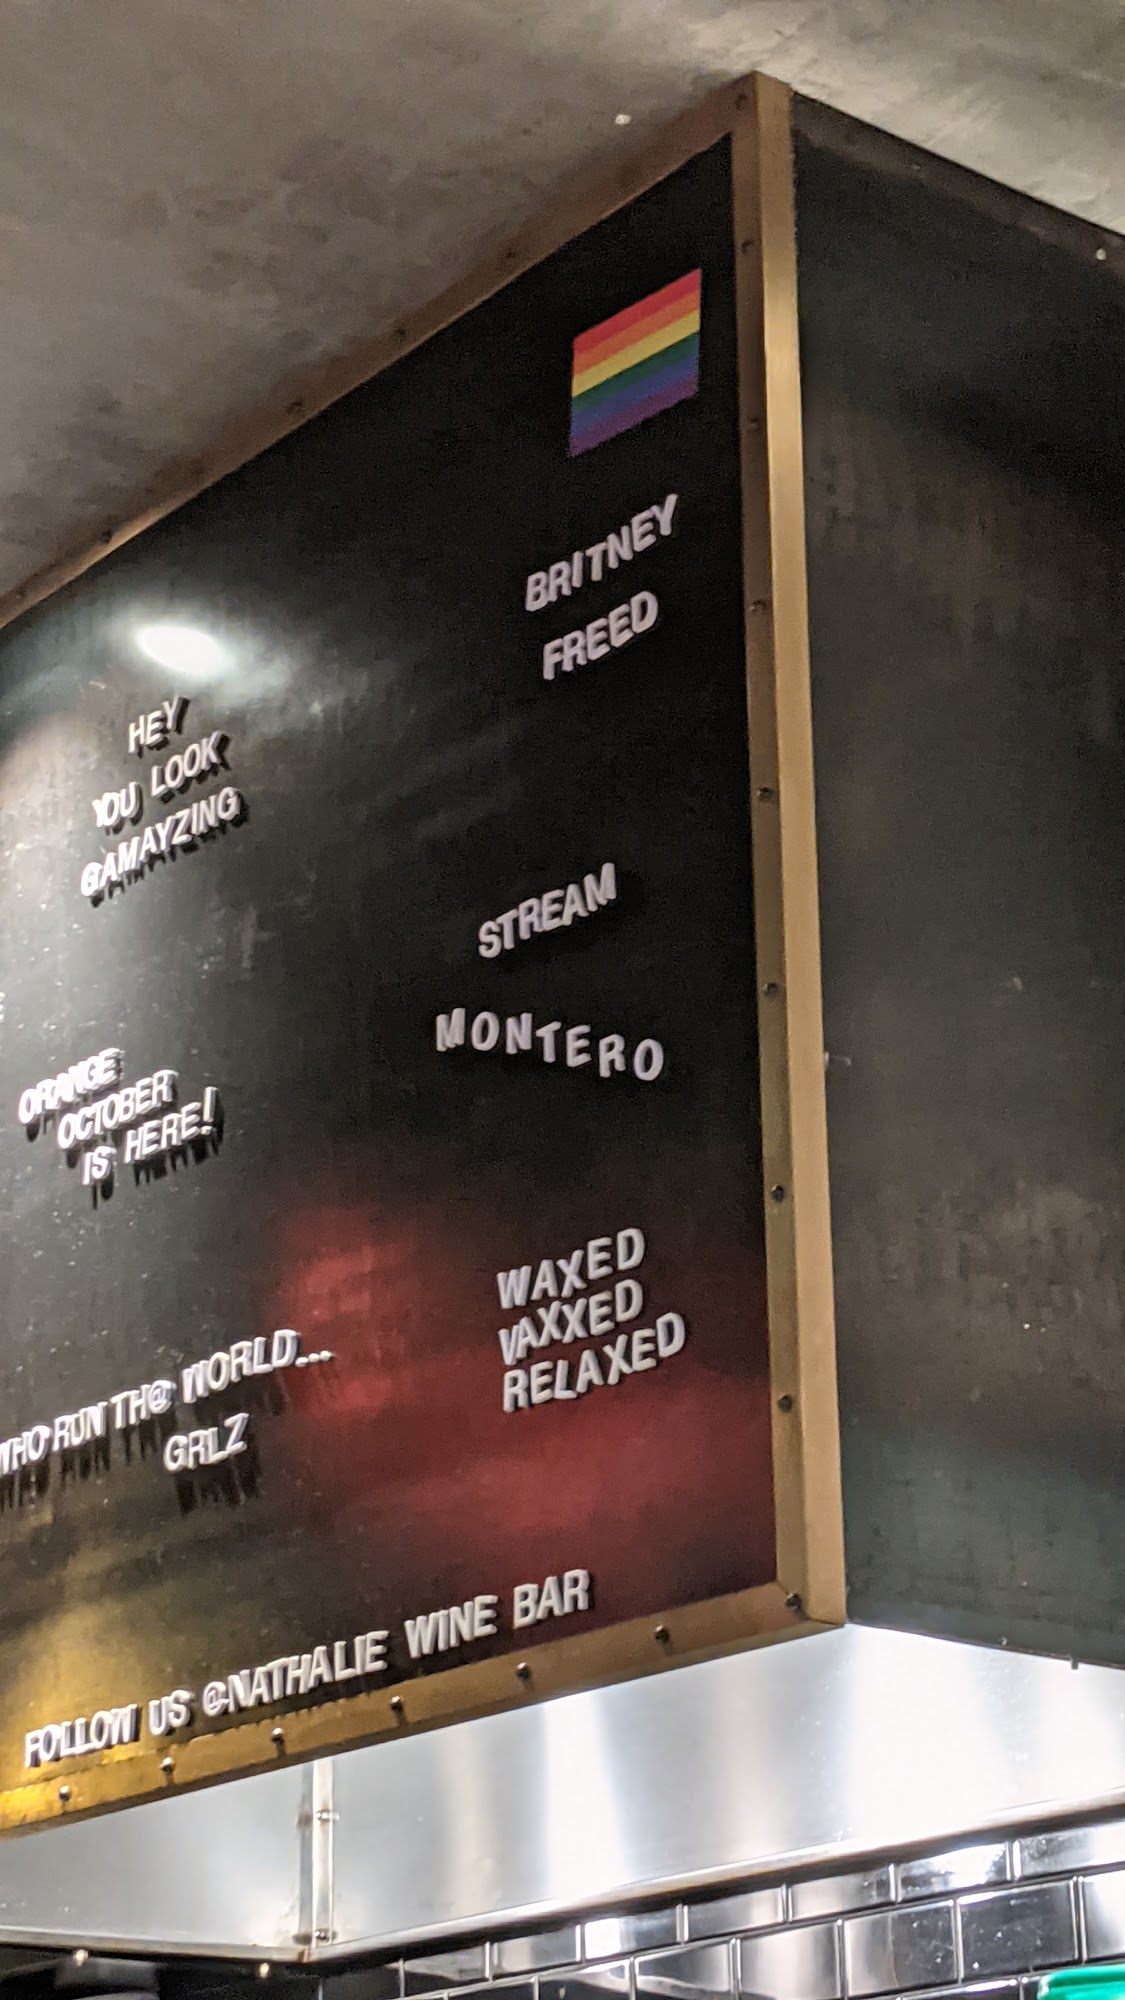 HEY
YOU LOOK
GAMAYZING
ORANGE
OCTOBER
IS HERE!
WHO RUN TH@ WORLD...
GRLZ
BRITNEY
FREED
STREAM
MONTERO
WAXED
VAXXED
RELAXED
FOLLOW US @NATHALIE WINE BAR